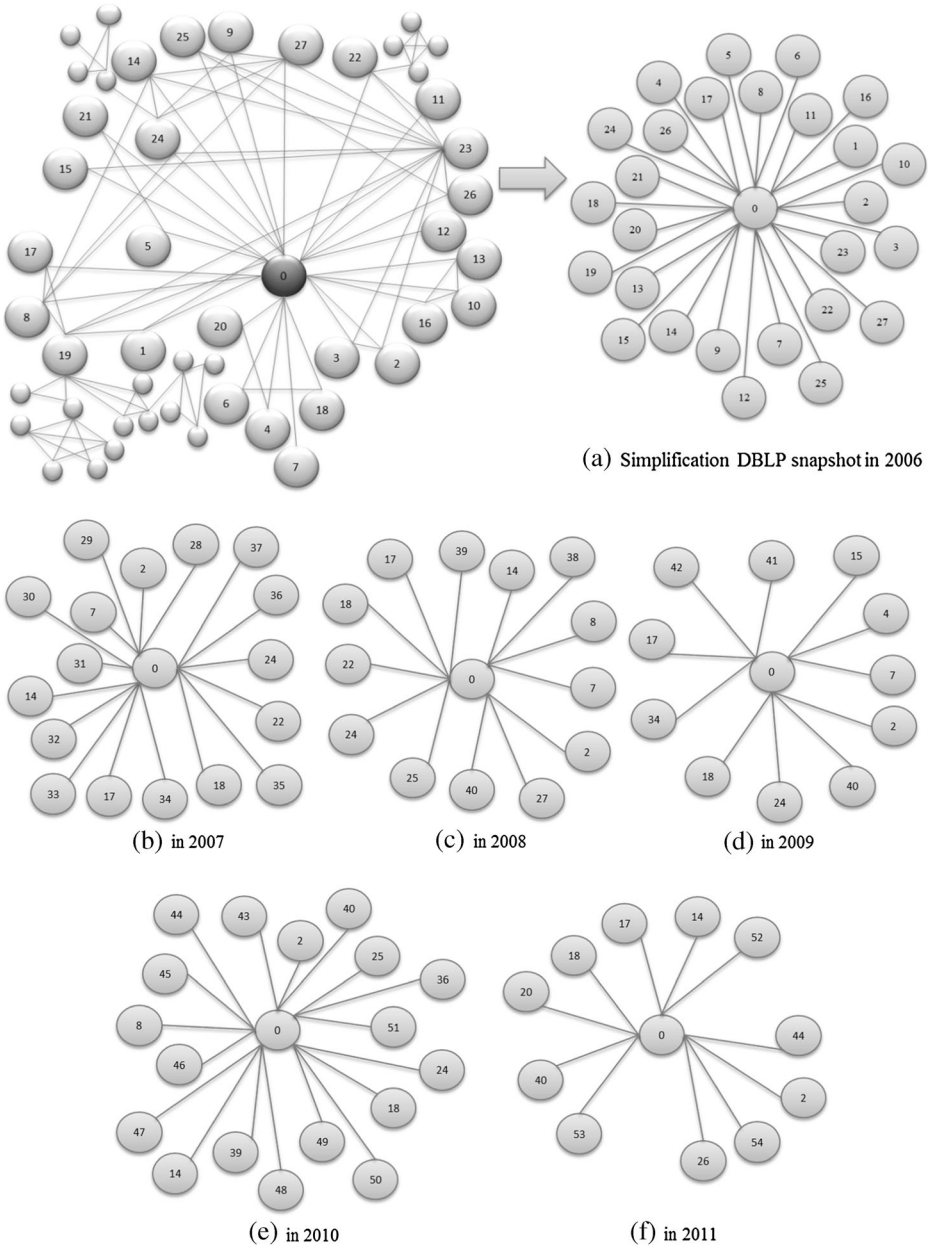 25 9 27 22
14
11
21
24
23
15
26
12
17 5 13
0
10
8 20 16
19 1 3 2
6 18
4
7
5 6
4 17 8 16
11
24 26 1 10
21
18 0 2
20 23 3
19
13 22 27
15 14 9 7
12 25
(a) Simplification DBLP snapshot in 2006
29 28 37
2
30 7 36
31 0 24
14
32 22
33 17 34 18 35
(b) in 2007
17 39 14 38
18 8
22 0 7
24 2
25 40 27
(c) in 2008
42 41 15
17 4
0 7
34 2
18 24 40
(d) in 2009
44 43 40
2
45 25 36
8 0 51
46 24
47 18
39 49
14 48 50
(e) in 2010
17 14 52
18
20
0 44
40 2
53 54
26
(f) in 2011